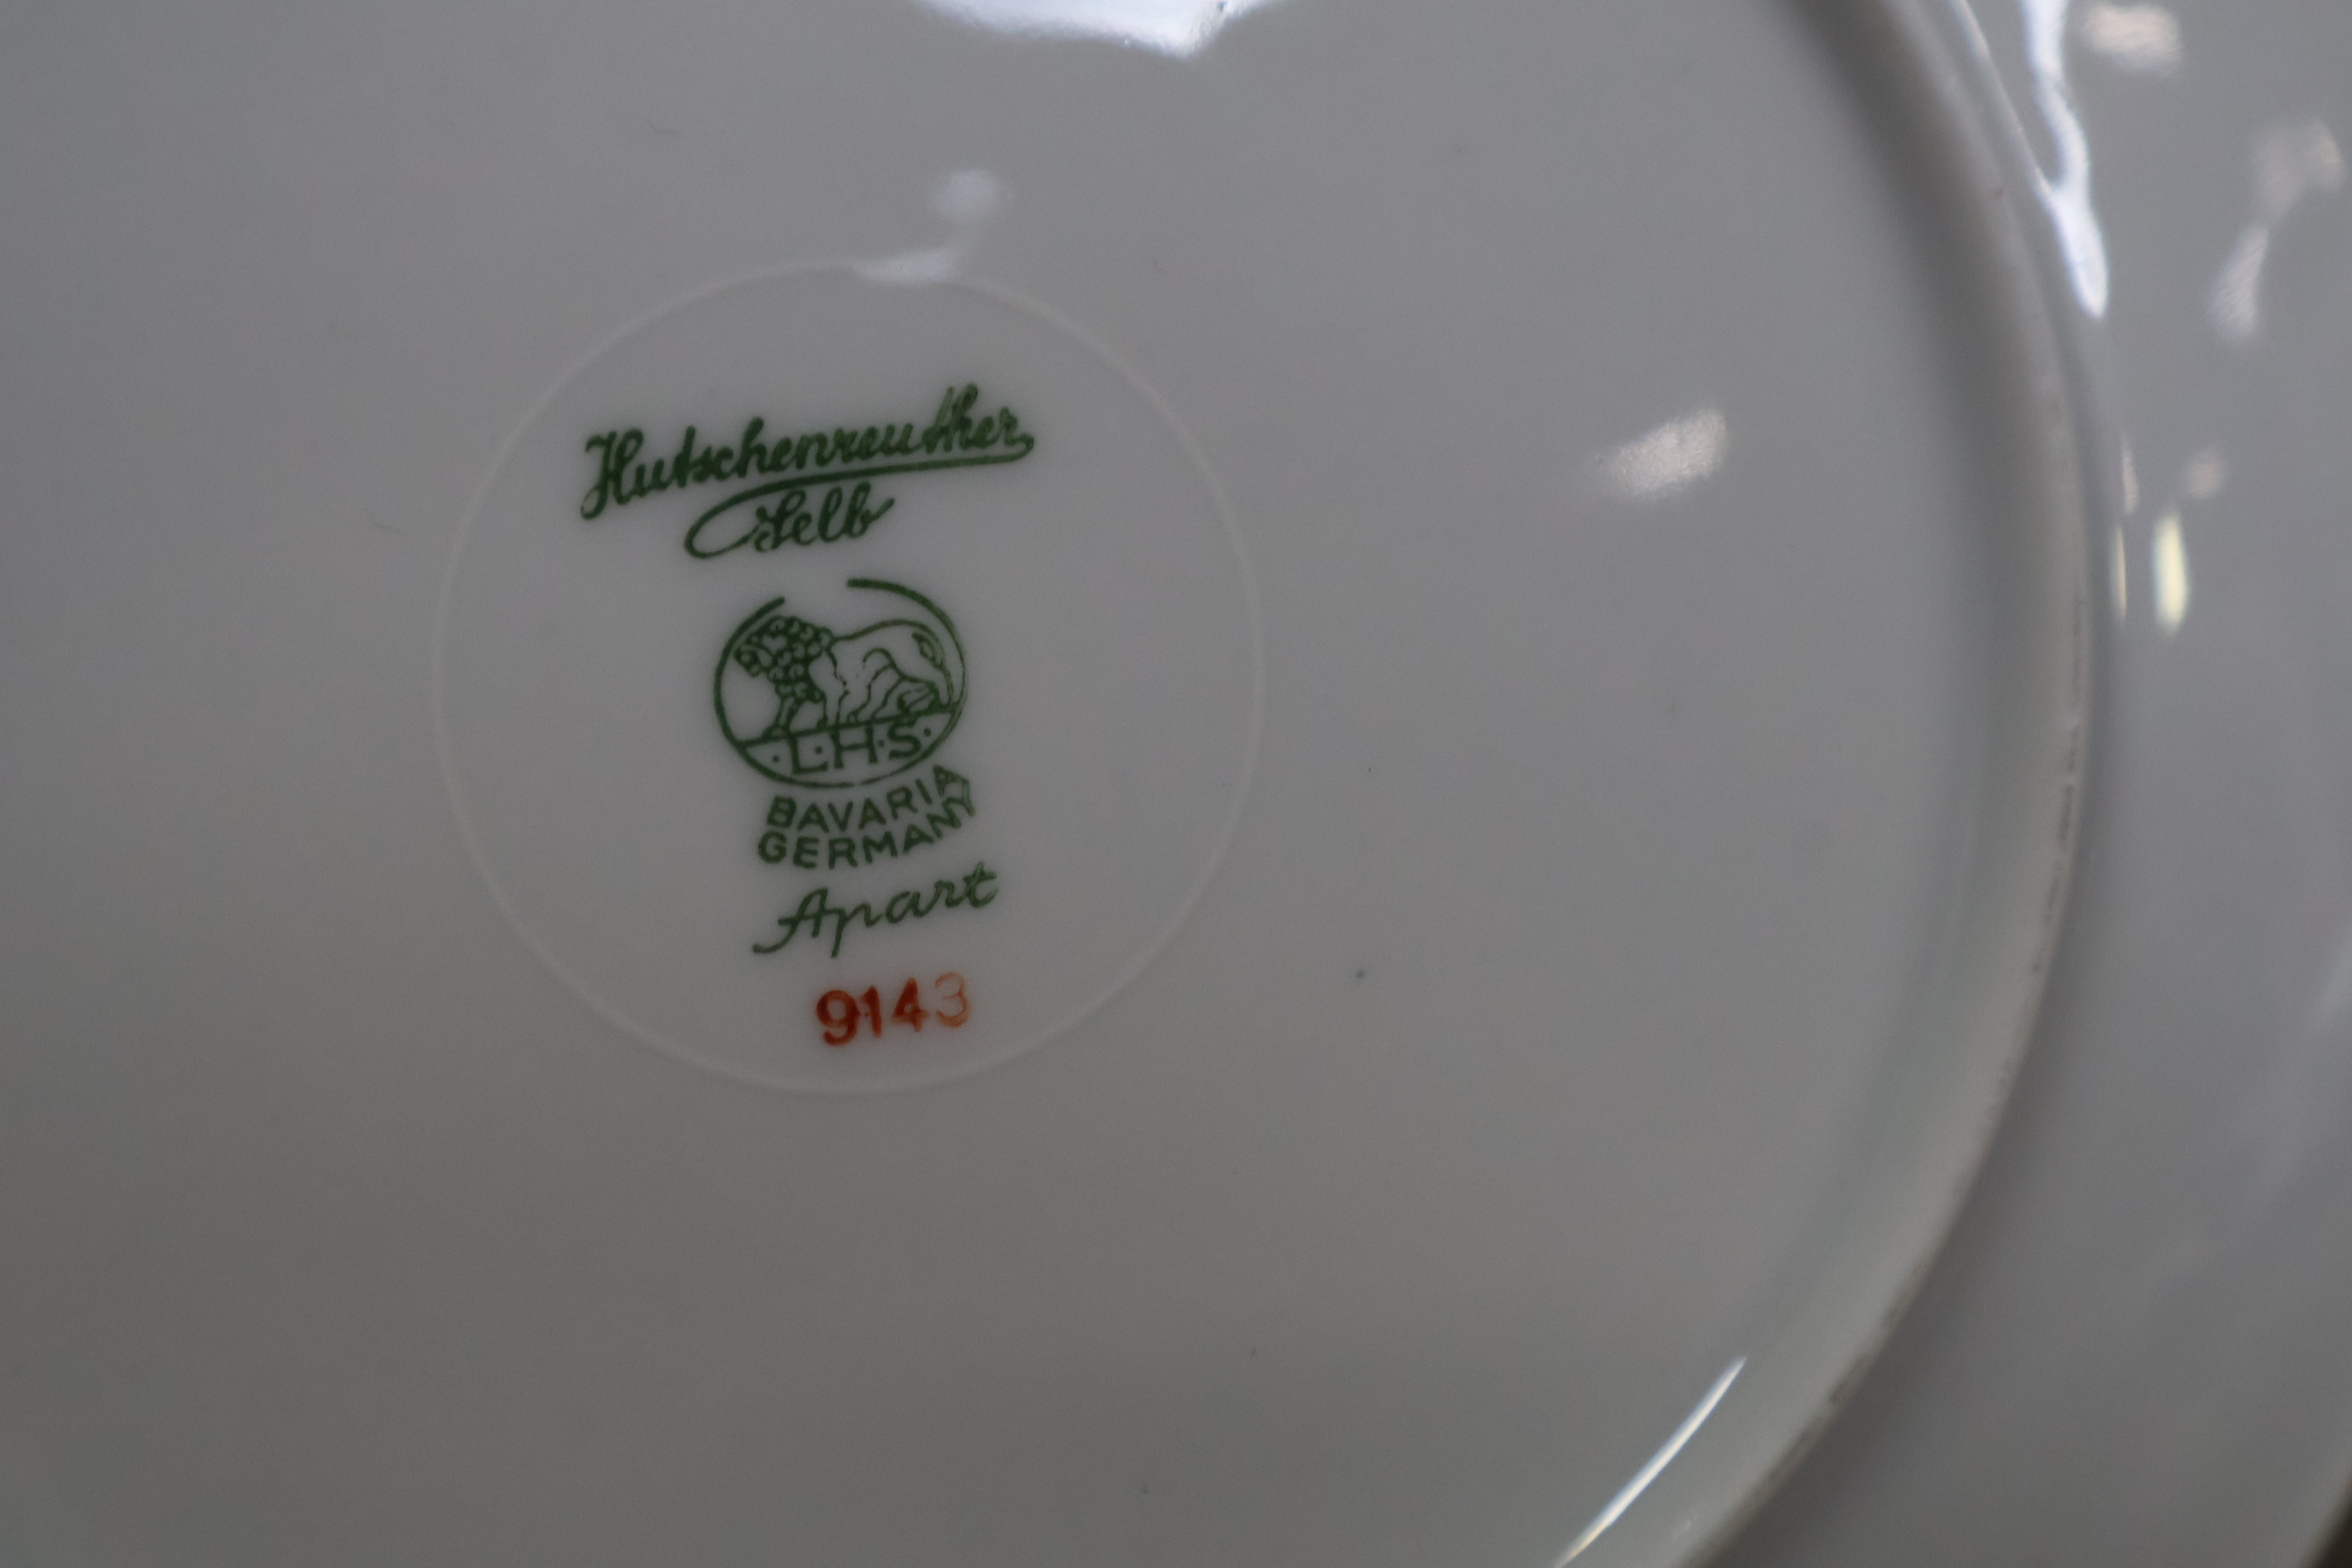 Hutschenreuther
Selb
·L·H·S·
BAVARIA
GERMANY
Apart
9143